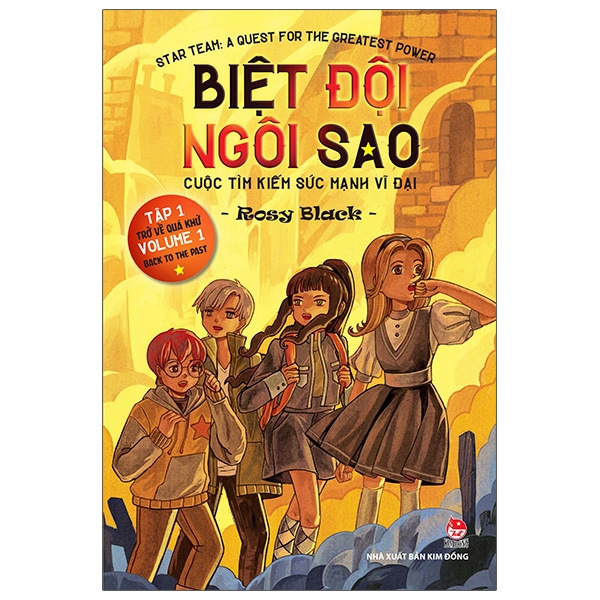 STAR TEAM: A QUEST FOR THE GREATEST POWER
BIỆT ĐỘI
NGÔI SAO
CUỘC TÌM KIẾM SỨC MẠNH VĨ ĐẠI
- Rosy Black -
TẬP 1
TRỞ VỀ QUÁ KHỨ
VOLUME 1
BACK TO THE PAST
NHÀ XUẤT BẢN KIM ĐỒNG